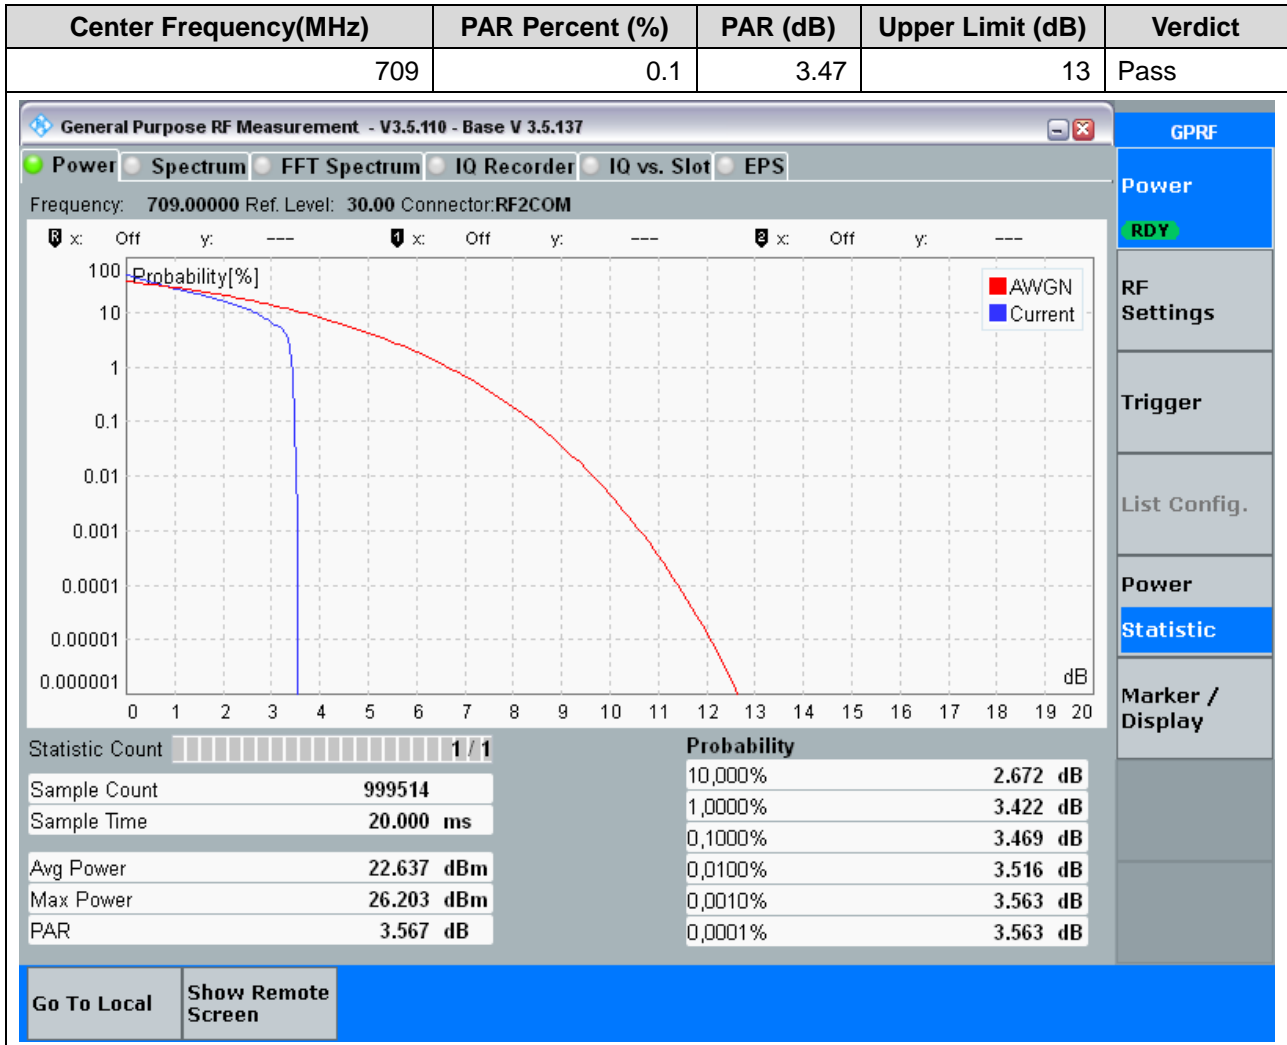 Center Frequency(MHz) PAR Percent (%) PAR (dB) Upper Limit (dB) Verdict
709 0.1 3.47 13 Pass
General Purpose RF Measurement - V3.5.110 - Base V 3.5.137
GPRF
Power Spectrum FFT Spectrum IQ Recorder IQ vs. Slot EPS
Power
RDY
Frequency: 709.00000 Ref. Level: 30.00 Connector:RF2COM
R x: Off y: --- 1 x: Off y: --- 2 x: Off y: ---
Probability[%]
100
10
1
0.1
0.01
0.001
0.0001
0.00001
0.000001
AWGN
Current
dB
0 1 2 3 4 5 6 7 8 9 10 11 12 13 14 15 16 17 18 19 20
RF
Settings
Trigger
List Config.
Power
Statistic
Marker /
Display
Statistic Count 1 / 1
Sample Count 999514
Sample Time 20.000 ms
Avg Power 22.637 dBm
Max Power 26.203 dBm
PAR 3.567 dB
Probability
10,000% 2.672 dB
1,0000% 3.422 dB
0,1000% 3.469 dB
0,0100% 3.516 dB
0,0010% 3.563 dB
0,0001% 3.563 dB
Go To Local
Show Remote
Screen